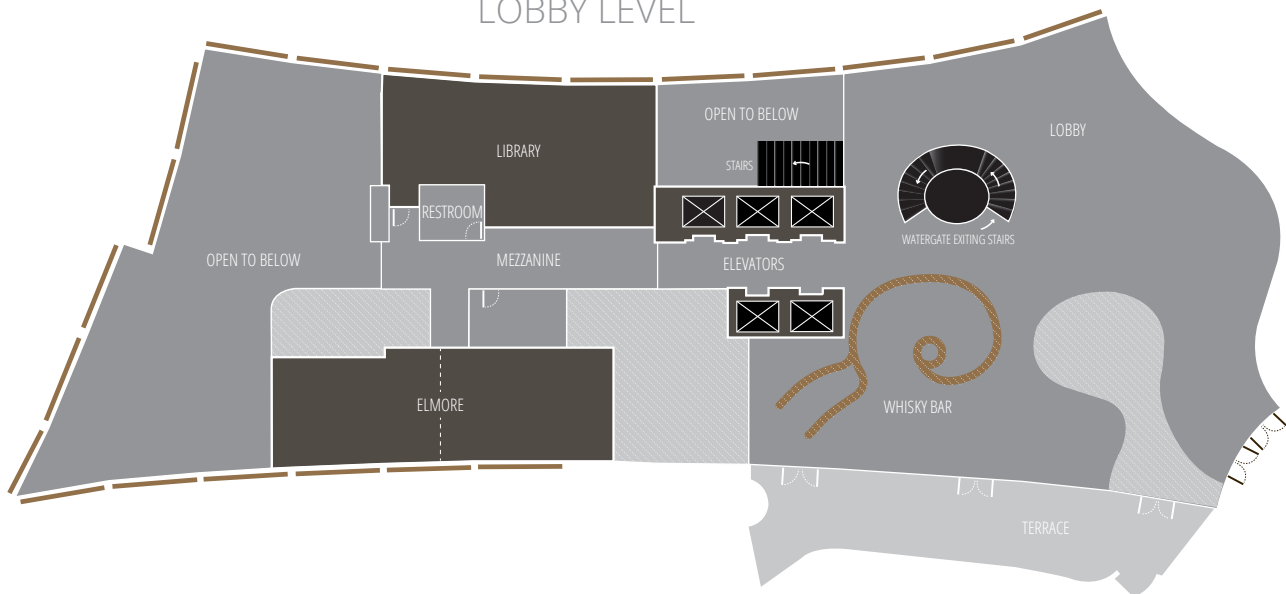 LOBBY LEVEL
OPEN TO BELOW
LOBBY
LIBRARY
STAIRS
RESTROOM
WATERGATE EXITING STAIRS
OPEN TO BELOW
MEZZANINE
ELEVATORS
ELMORE
WHISKY BAR
TERRACE